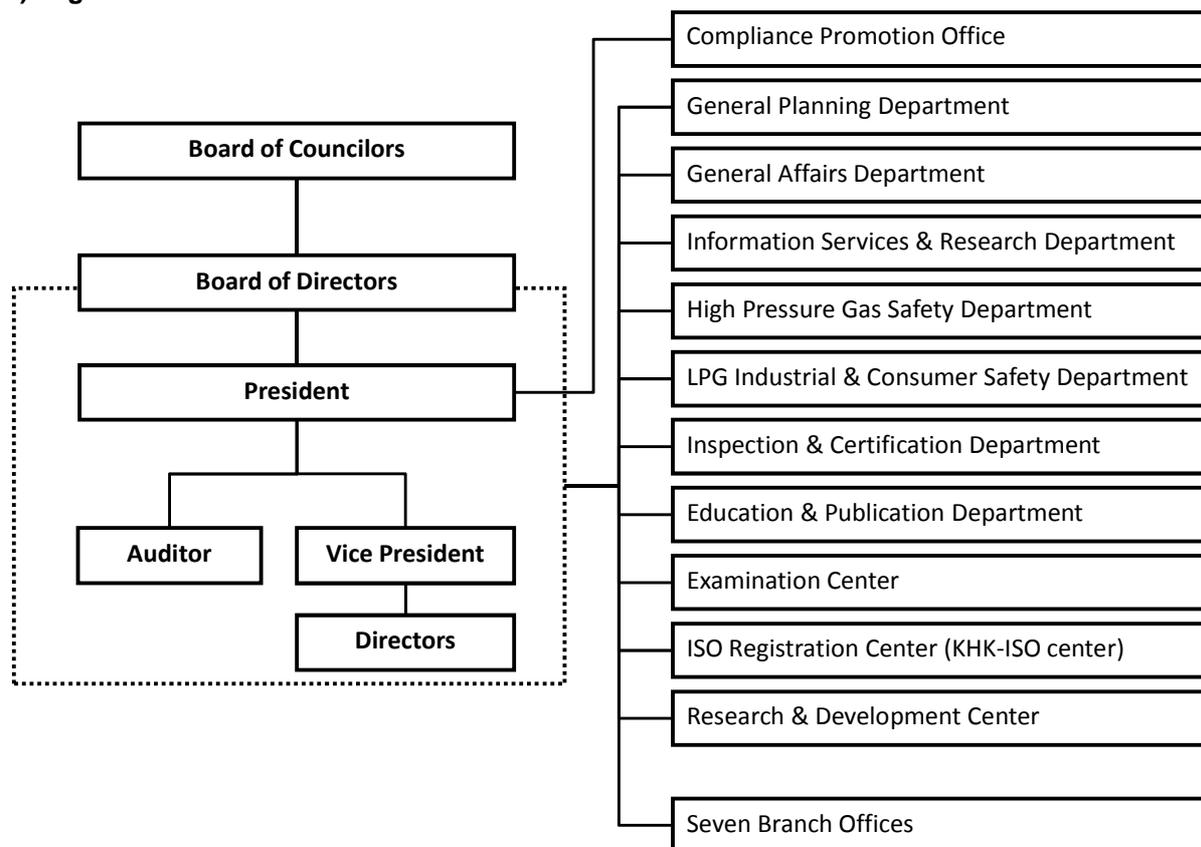 Board of Councilors
Board of Directors
President
Auditor
Vice President
Directors
Compliance Promotion Office
General Planning Department
General Affairs Department
Information Services & Research Department
High Pressure Gas Safety Department
LPG Industrial & Consumer Safety Department
Inspection & Certification Department
Education & Publication Department
Examination Center
ISO Registration Center (KHK-ISO center)
Research & Development Center
Seven Branch Offices